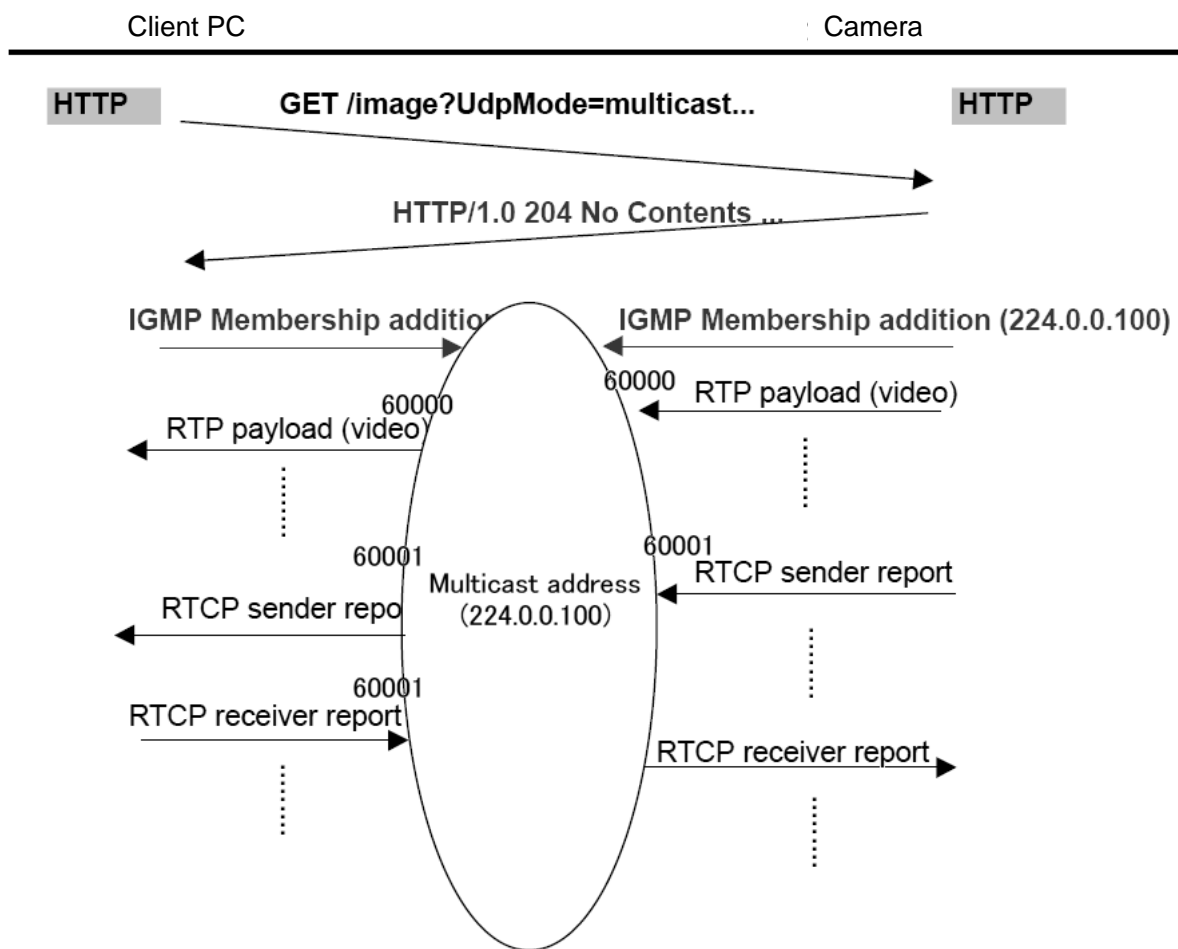 Client PC
Camera
HTTP
GET /image?UdpMode=multicast...
HTTP
HTTP/1.0 204 No Contents ...
IGMP Membership addition
IGMP Membership addition (224.0.0.100)
60000
RTP payload (video)
60000
RTP payload (video)
60001
60001
RTCP sender report
Multicast address
(224.0.0.100)
RTCP sender repo
60001
RTCP receiver report
RTCP receiver report